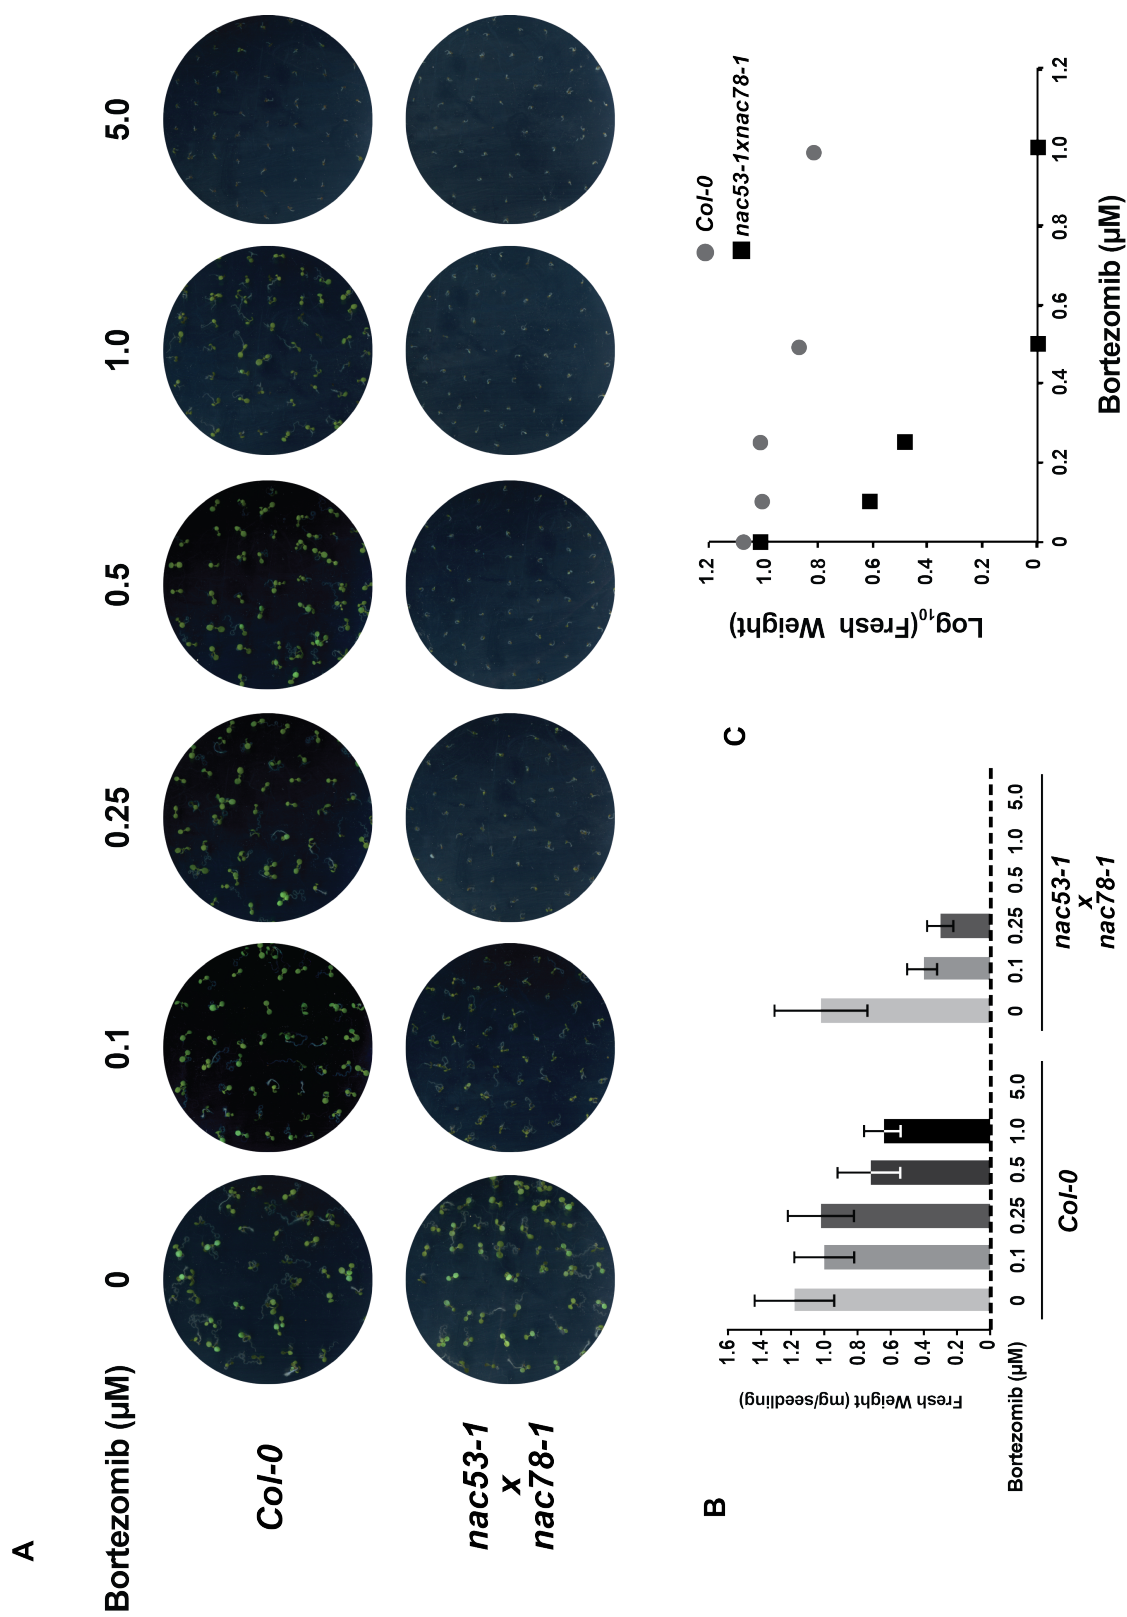 A
Bortezomib (µM)
0
0.1
0.25
0.5
1.0
5.0
Col-0
nac53-1
x
nac78-1
B
Fresh Weight (mg/seedling)
1.6
1.4
1.2
1.0
0.8
0.6
0.4
0.2
0
Bortezomib (µM)
0 0.1 0.25 0.5 1.0 5.0
0 0.1 0.25 0.5 1.0 5.0
Col-0
nac53-1
x
nac78-1
C
Log10(Fresh Weight)
1.2
1.0
0.8
0.6
0.4
0.2
0
0 0.2 0.4 0.6 0.8 1.0 1.2
Bortezomib (µM)
Col-0
nac53-1xnac78-1